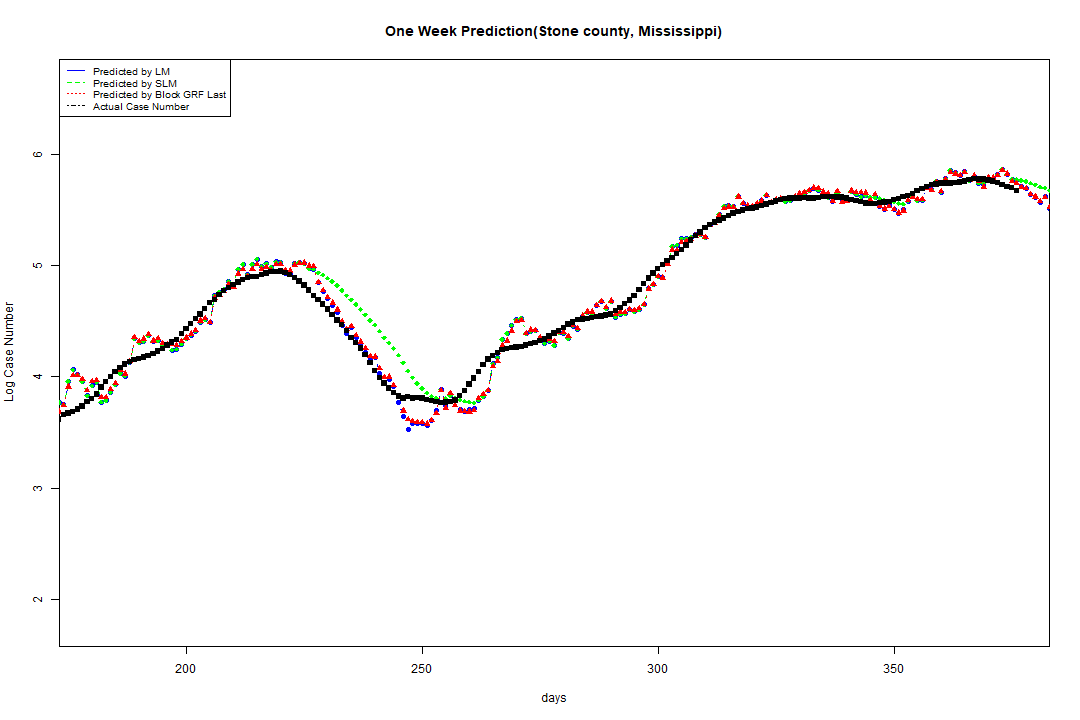 One Week Prediction(Stone county, Mississippi)
Predicted by LM
Predicted by SLM
Predicted by Block GRF Last
Actual Case Number
6
5
4
3
2
Log Case Number
200
250
300
350
days